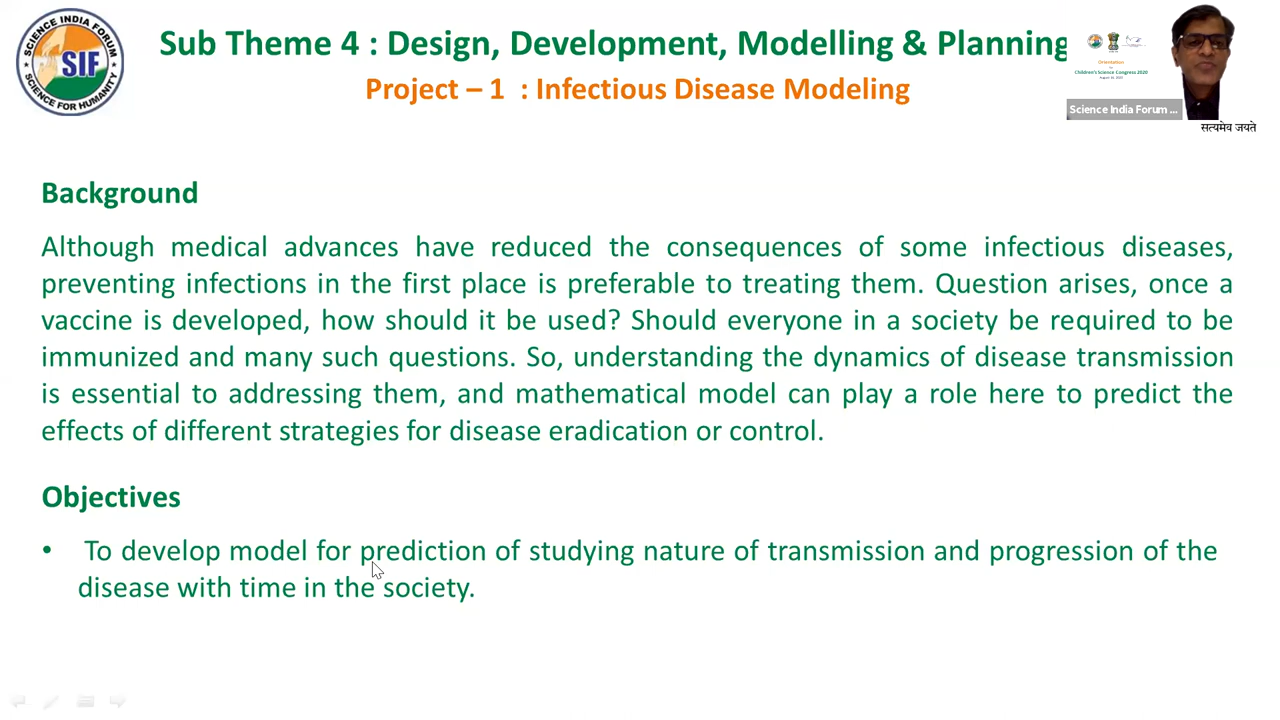 SCIENCE INDIA FORUM
SIF
SCIENCE FOR HUMANITY
Sub Theme 4 : Design, Development, Modelling & Planning
Project – 1 : Infectious Disease Modeling
Orientation
Children's Science Congress 2020
Science India Forum ...
सत्यमेव जयते
Background
Although medical advances have reduced the consequences of some infectious diseases,
preventing infections in the first place is preferable to treating them. Question arises, once a
vaccine is developed, how should it be used? Should everyone in a society be required to be
immunized and many such questions. So, understanding the dynamics of disease transmission
is essential to addressing them, and mathematical model can play a role here to predict the
effects of different strategies for disease eradication or control.
Objectives
• To develop model for prediction of studying nature of transmission and progression of the
disease with time in the society.